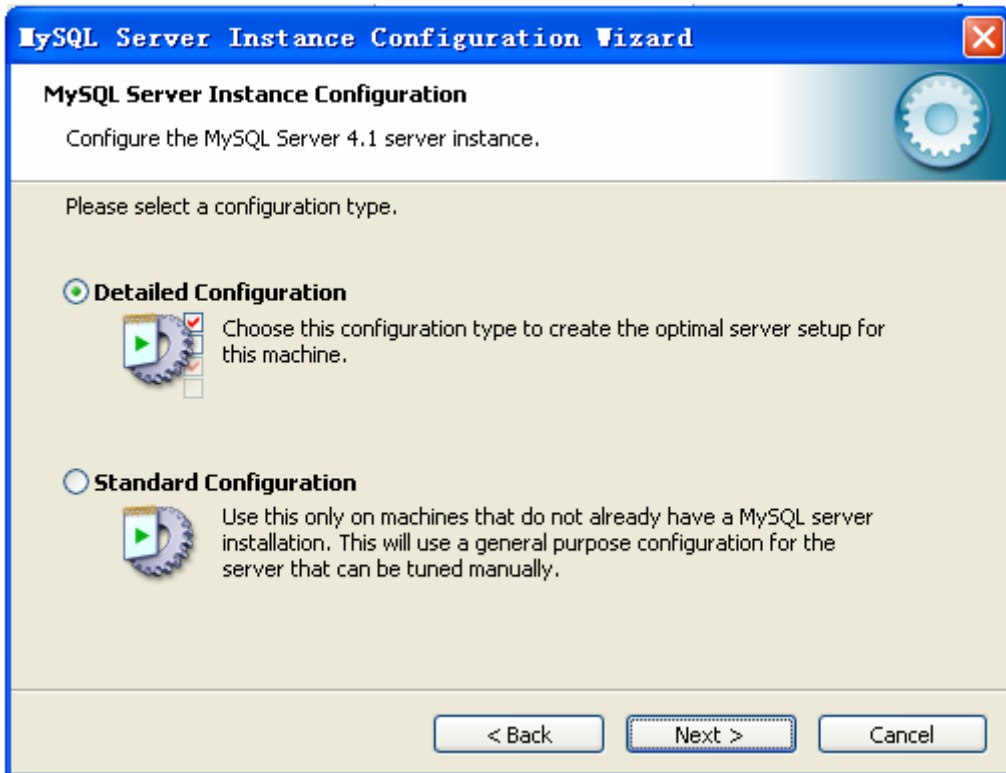 MySQL Server Instance Configuration Wizard
MySQL Server Instance Configuration
Configure the MySQL Server 4.1 server instance.
Please select a configuration type.
Detailed Configuration
Choose this configuration type to create the optimal server setup for
this machine.
Standard Configuration
Use this only on machines that do not already have a MySQL server
installation. This will use a general purpose configuration for the
server that can be tuned manually.
< Back Next > Cancel